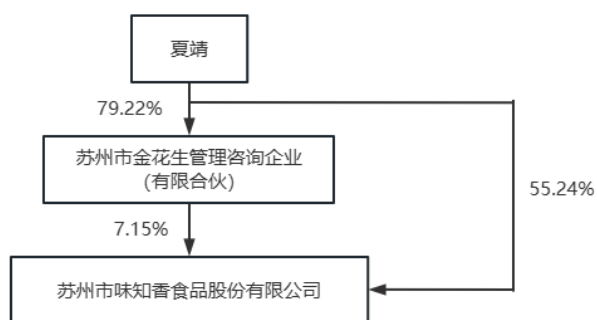 夏靖
79.22%
苏州市金花生管理咨询企业
(有限合伙)
55.24%
7.15%
苏州市味知香食品股份有限公司